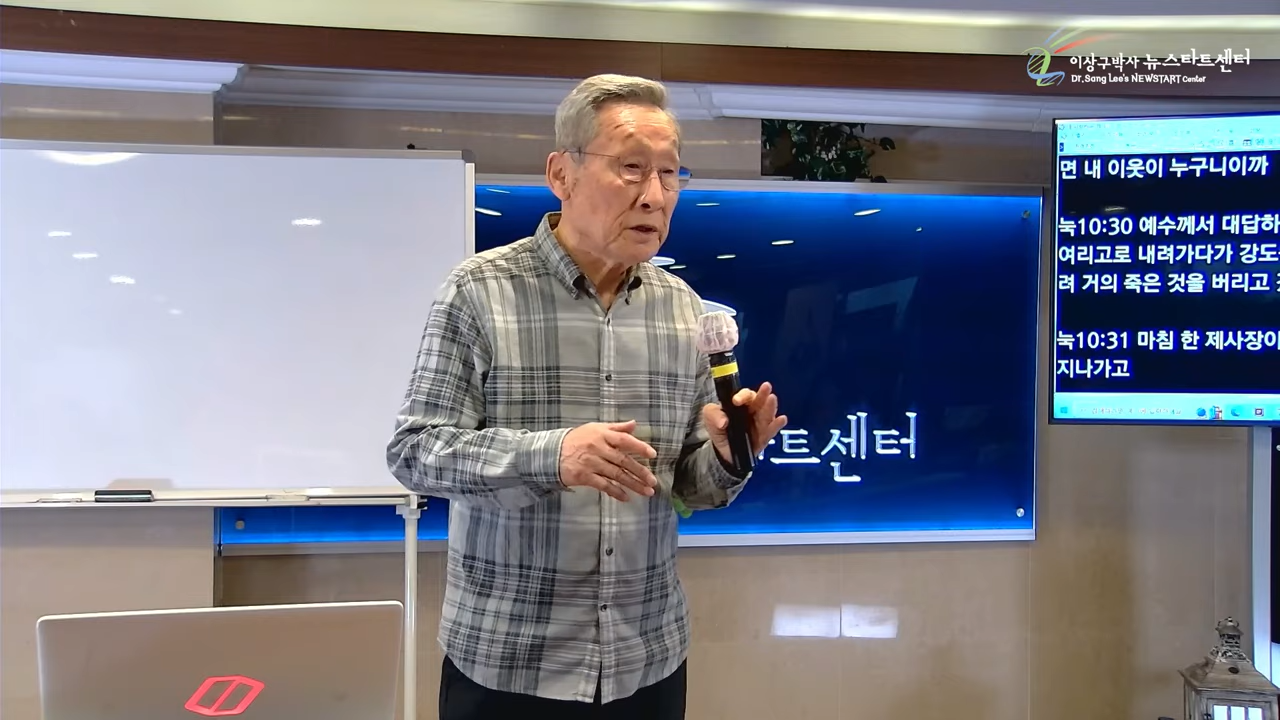 이상구박사 뉴스타트센터
Dr. Sang Lee's NEWSTART Center
면 내 이웃이 누구니이까
눅10:30 예수께서 대답하
여리고로 내려가다가 강도
려 거의 죽은 것을 버리고
눅10:31 마침 한 제사장이
지나가고
타트센터